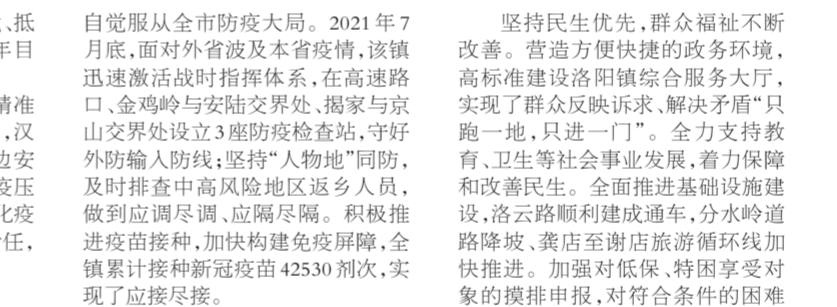 、抵
年目
情准
,汉
边安
疫压
化疫
任,
自觉服从全市防疫大局。2021年7
月底,面对外省波及本省疫情,该镇
迅速激活战时指挥体系,在高速路
口、金鸡岭与安陆交界处、揭家与京
山交界处设立3座防疫检查站,守好
外防输入防线;坚持“人物地”同防,
及时排查中高风险地区返乡人员,
做到应调尽调、应隔尽隔。积极推
进疫苗接种,加快构建免疫屏障,全
镇累计接种新冠疫苗42530剂次,实
现了应接尽接。
坚持民生优先,群众福祉不断
改善。营造方便快捷的政务环境,
高标准建设洛阳镇综合服务大厅,
实现了群众反映诉求、解决矛盾“只
跑一地,只进一门”。全力支持教
育、卫生等社会事业发展,着力保障
和改善民生。全面推进基础设施建
设,洛云路顺利建成通车,分水岭道
路降坡、龚店至谢店旅游循环线加
快推进。加强对低保、特困享受对
象的摸排申报,对符合条件的困难